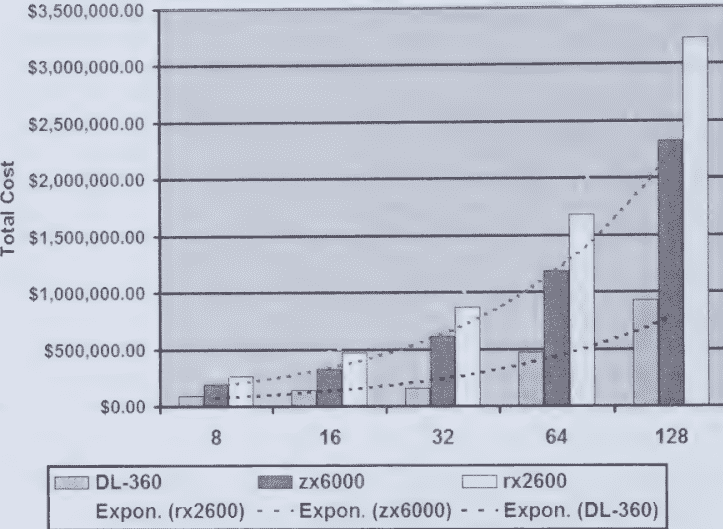 $3,500,000.00
$3,000,000.00
$2,500,000.00
$2,000,000.00
$1,500,000.00
$1,000,000.00
$500,000.00
$0.00
Total Cost
8 16 32 64 128
DL-360 zx6000 rx2600
Expon. (rx2600) Expon. (zx6000) Expon. (DL-360)